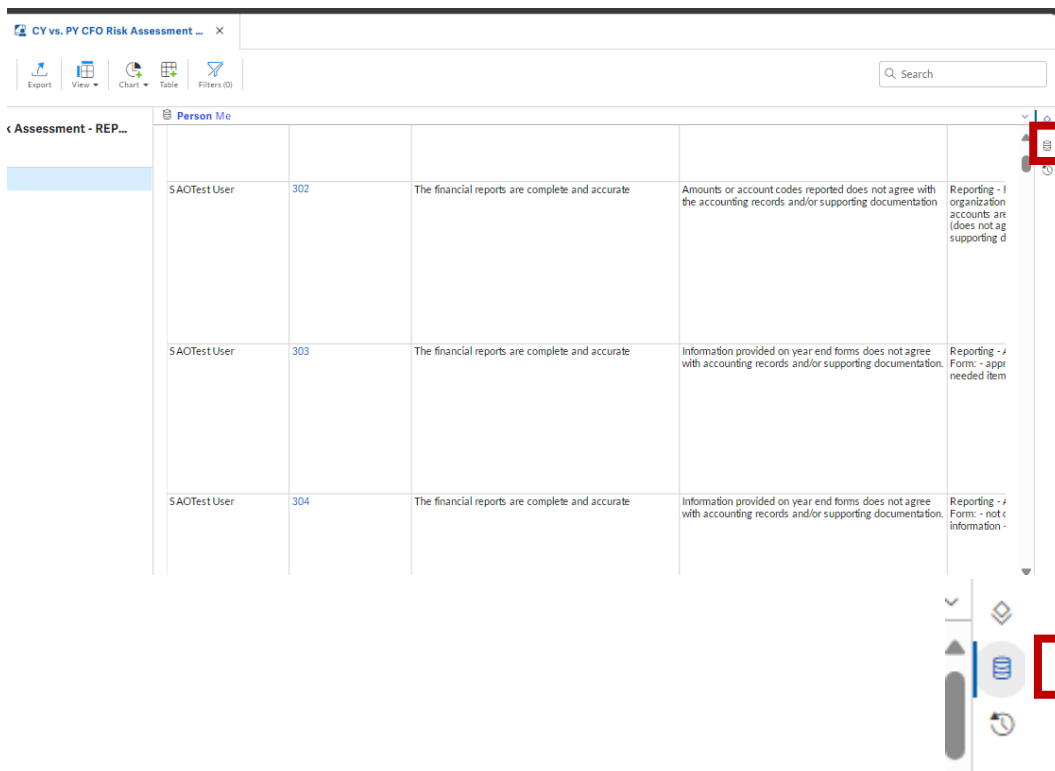 CY vs. PY CFO Risk Assessment ...
Export View Chart Table Filters (0)
Search
Assessment - REP...
Person Me
SAOTest User 302 The financial reports are complete and accurate Amounts or account codes reported does not agree with Reporting -
the accounting records and/or supporting documentation organization
accounts are
(does not ag
supporting d
SAOTest User 303 The financial reports are complete and accurate Information provided on year end forms does not agree Reporting -
with accounting records and/or supporting documentation. Form: - appr
needed item
SAOTest User 304 The financial reports are complete and accurate Information provided on year end forms does not agree Reporting -
with accounting records and/or supporting documentation. Form: - not
information -